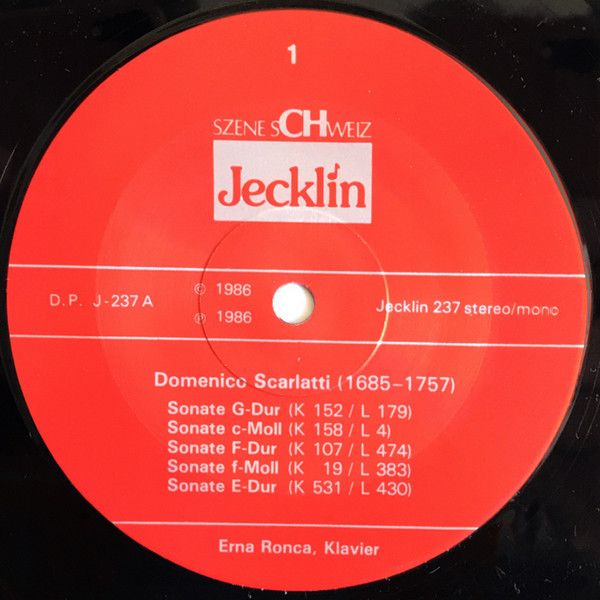 1
SZENE SCHWEIZ
Jecklin
D.P. J-237 A
© 1986
℗ 1986
Jecklin 237 stereo/mono
Domenico Scarlatti (1685–1757)
Sonate G-Dur (K 152 / L 179)
Sonate c-Moll (K 158 / L 4)
Sonate F-Dur (K 107 / L 474)
Sonate f-Moll (K 19 / L 383)
Sonate E-Dur (K 531 / L 430)
Erna Ronca, Klavier